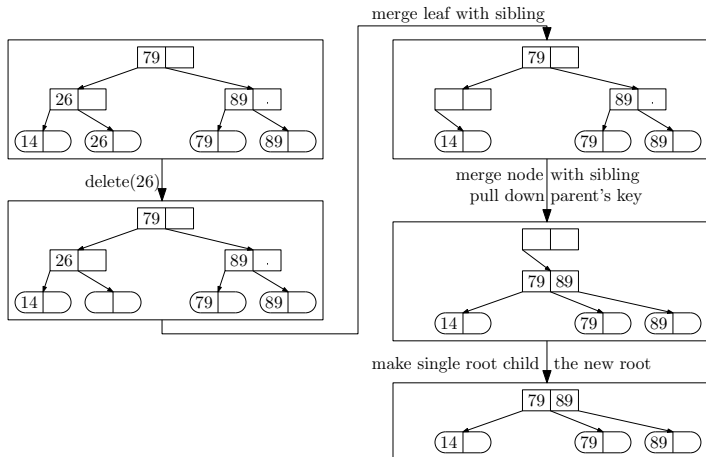 merge leaf with sibling
79
26 89 .
14 26 79 89
delete(26)
79
26 89 .
14 79 89
79
89 .
14 79 89
merge node with sibling
pull down parent's key
79 89
14 79 89
make single root child the new root
79 89
14 79 89